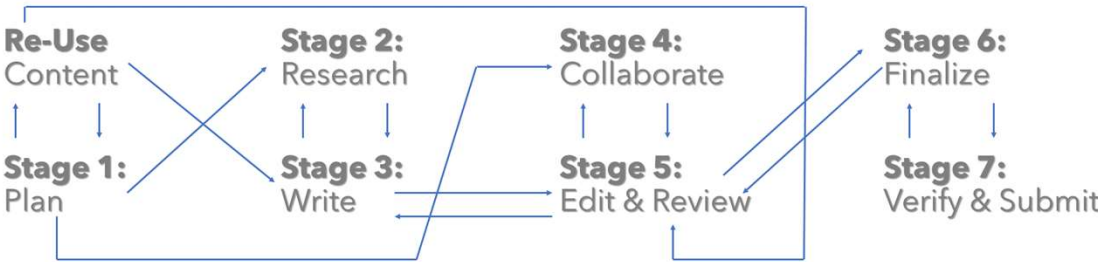 Re-Use
Content
Stage 1:
Plan
Stage 2:
Research
Stage 3:
Write
Stage 4:
Collaborate
Stage 5:
Edit & Review
Stage 6:
Finalize
Stage 7:
Verify & Submit